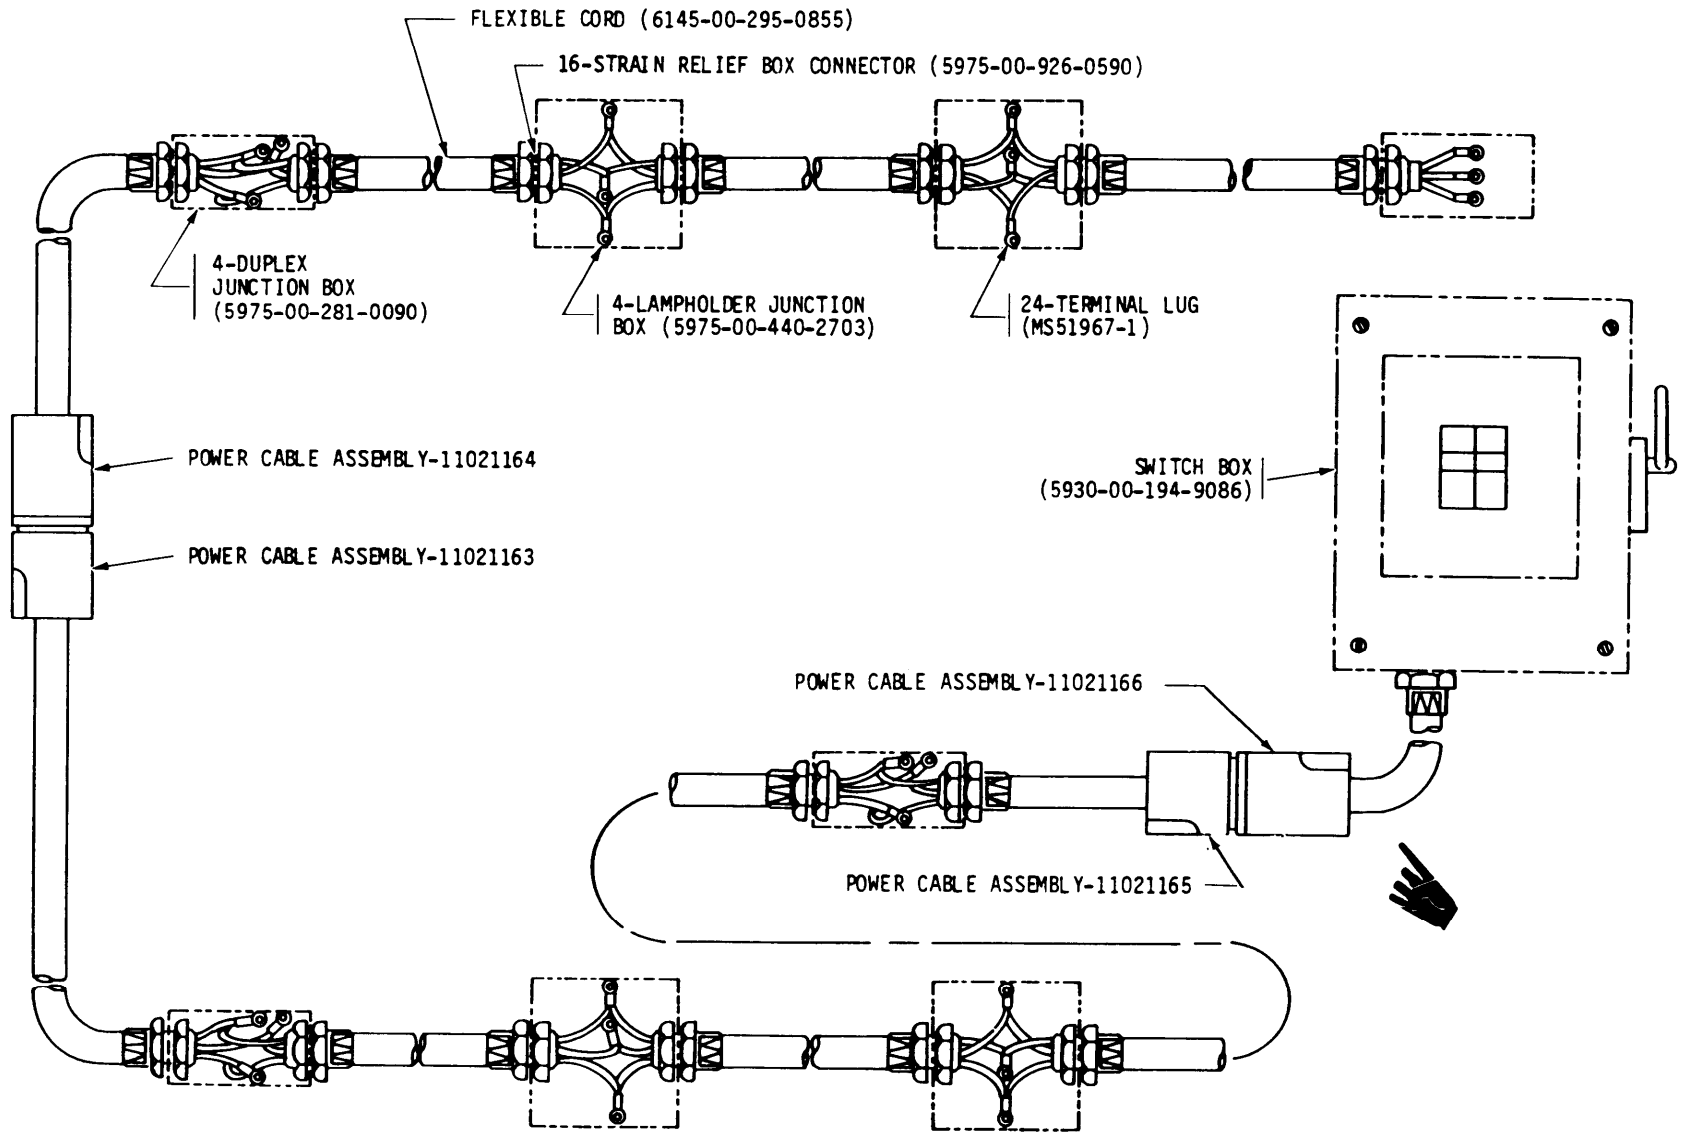 FLEXIBLE CORD (6145-00-295-0855)
16-STRAIN RELIEF BOX CONNECTOR (5975-00-926-0590)
4-DUPLEX
JUNCTION BOX
(5975-00-281-0090)
4-LAMPHOLDER JUNCTION
BOX (5975-00-440-2703)
24-TERMINAL LUG
(MS51967-1)
POWER CABLE ASSEMBLY-11021164
SWITCH BOX
(5930-00-194-9086)
POWER CABLE ASSEMBLY-11021163
POWER CABLE ASSEMBLY-11021166
POWER CABLE ASSEMBLY-11021165